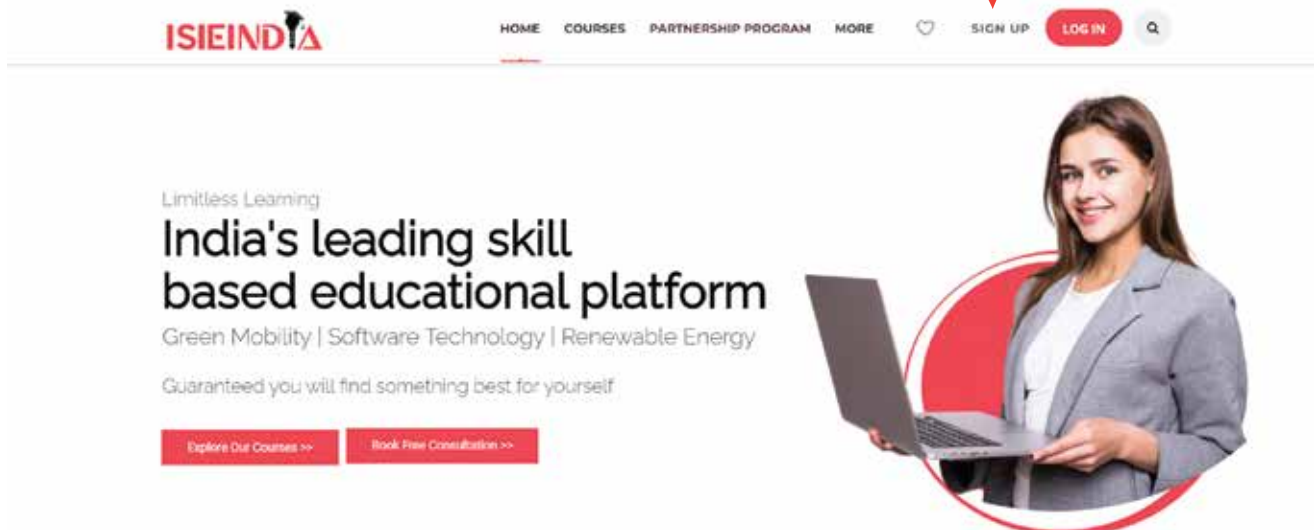 ISIEINDIA
HOME COURSES PARTNERSHIP PROGRAM MORE SIGN UP LOG IN
Limitless Learning
India's leading skill
based educational platform
Green Mobility | Software Technology | Renewable Energy
Guaranteed you will find something best for yourself
Explore Our Courses >> Book Free Consultation >>